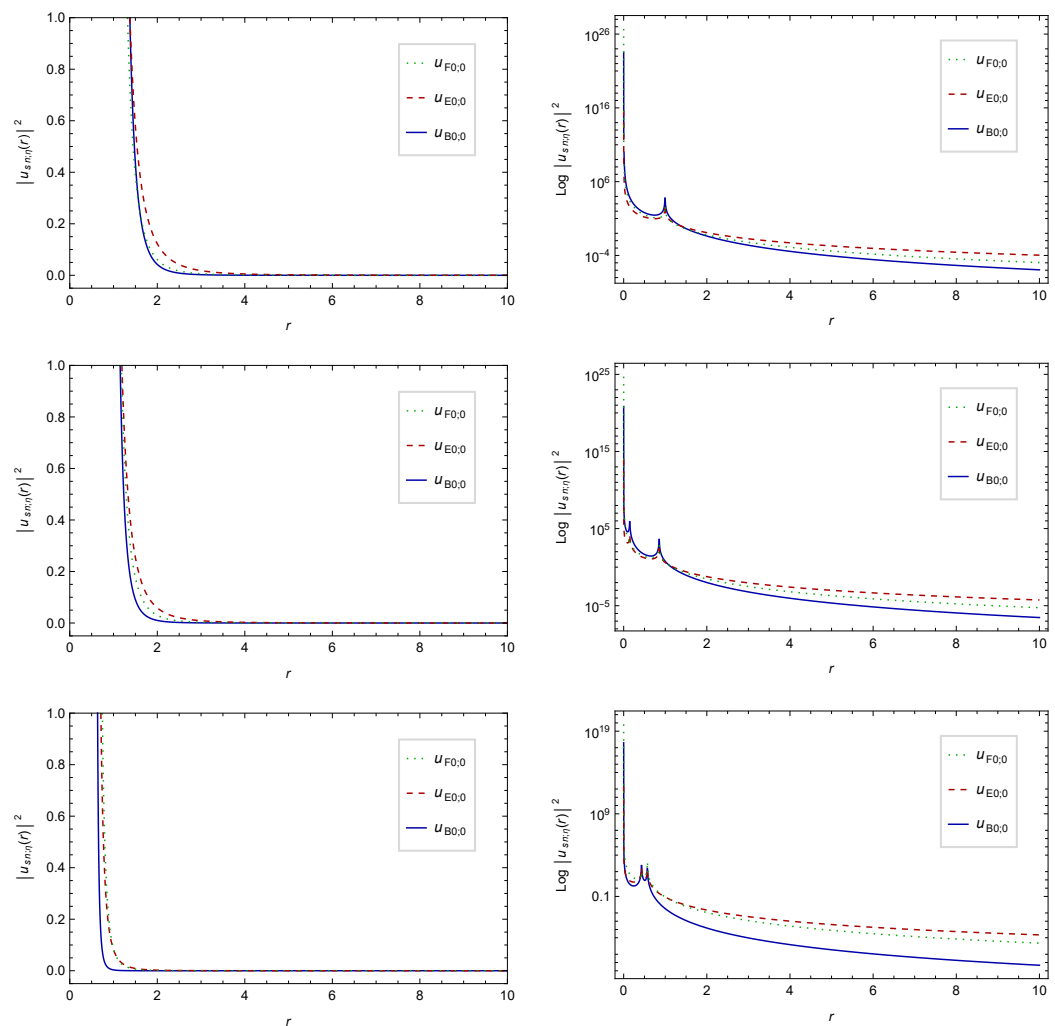 |u_{s n;η}(r)|^2
1.0
0.8
0.6
0.4
0.2
0.0
0 2 4 6 8 10
r
u_{F0;0}
u_{E0;0}
u_{B0;0}
Log |u_{s n;η}(r)|^2
10^{26}
10^{16}
10^{6}
10^{-4}
0 2 4 6 8 10
r
u_{F0;0}
u_{E0;0}
u_{B0;0}
|u_{s n;η}(r)|^2
1.0
0.8
0.6
0.4
0.2
0.0
0 2 4 6 8 10
r
u_{F0;0}
u_{E0;0}
u_{B0;0}
Log |u_{s n;η}(r)|^2
10^{25}
10^{15}
10^{5}
10^{-5}
0 2 4 6 8 10
r
u_{F0;0}
u_{E0;0}
u_{B0;0}
|u_{s n;η}(r)|^2
1.0
0.8
0.6
0.4
0.2
0.0
0 2 4 6 8 10
r
u_{F0;0}
u_{E0;0}
u_{B0;0}
Log |u_{s n;η}(r)|^2
10^{19}
10^{9}
0.1
0 2 4 6 8 10
r
u_{F0;0}
u_{E0;0}
u_{B0;0}